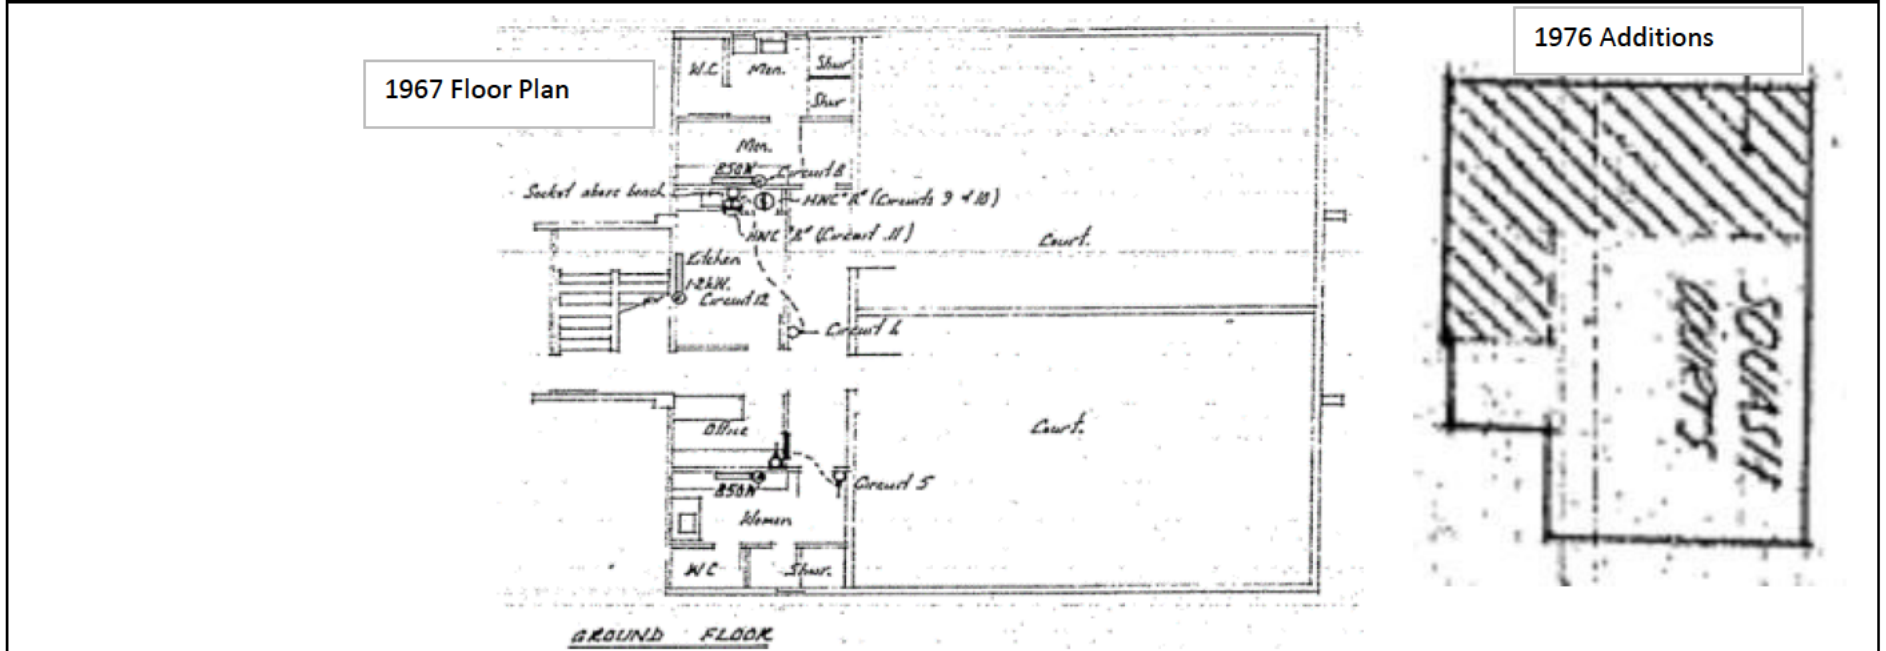 1967 Floor Plan
1976 Additions
W.C
Men.
Shwr
Shwr
Men.
850W
Circuit 8
Socket above bench
HWC "A" (Circuits 9 & 10)
HWC "B" (Circuit 11)
Court.
Kitchen
1.2kW.
Circuit 12
Circuit 6
Office
Court.
850W
Circuit 5
Women
WC
Shwr.
GROUND FLOOR
SQUASH
COURTS